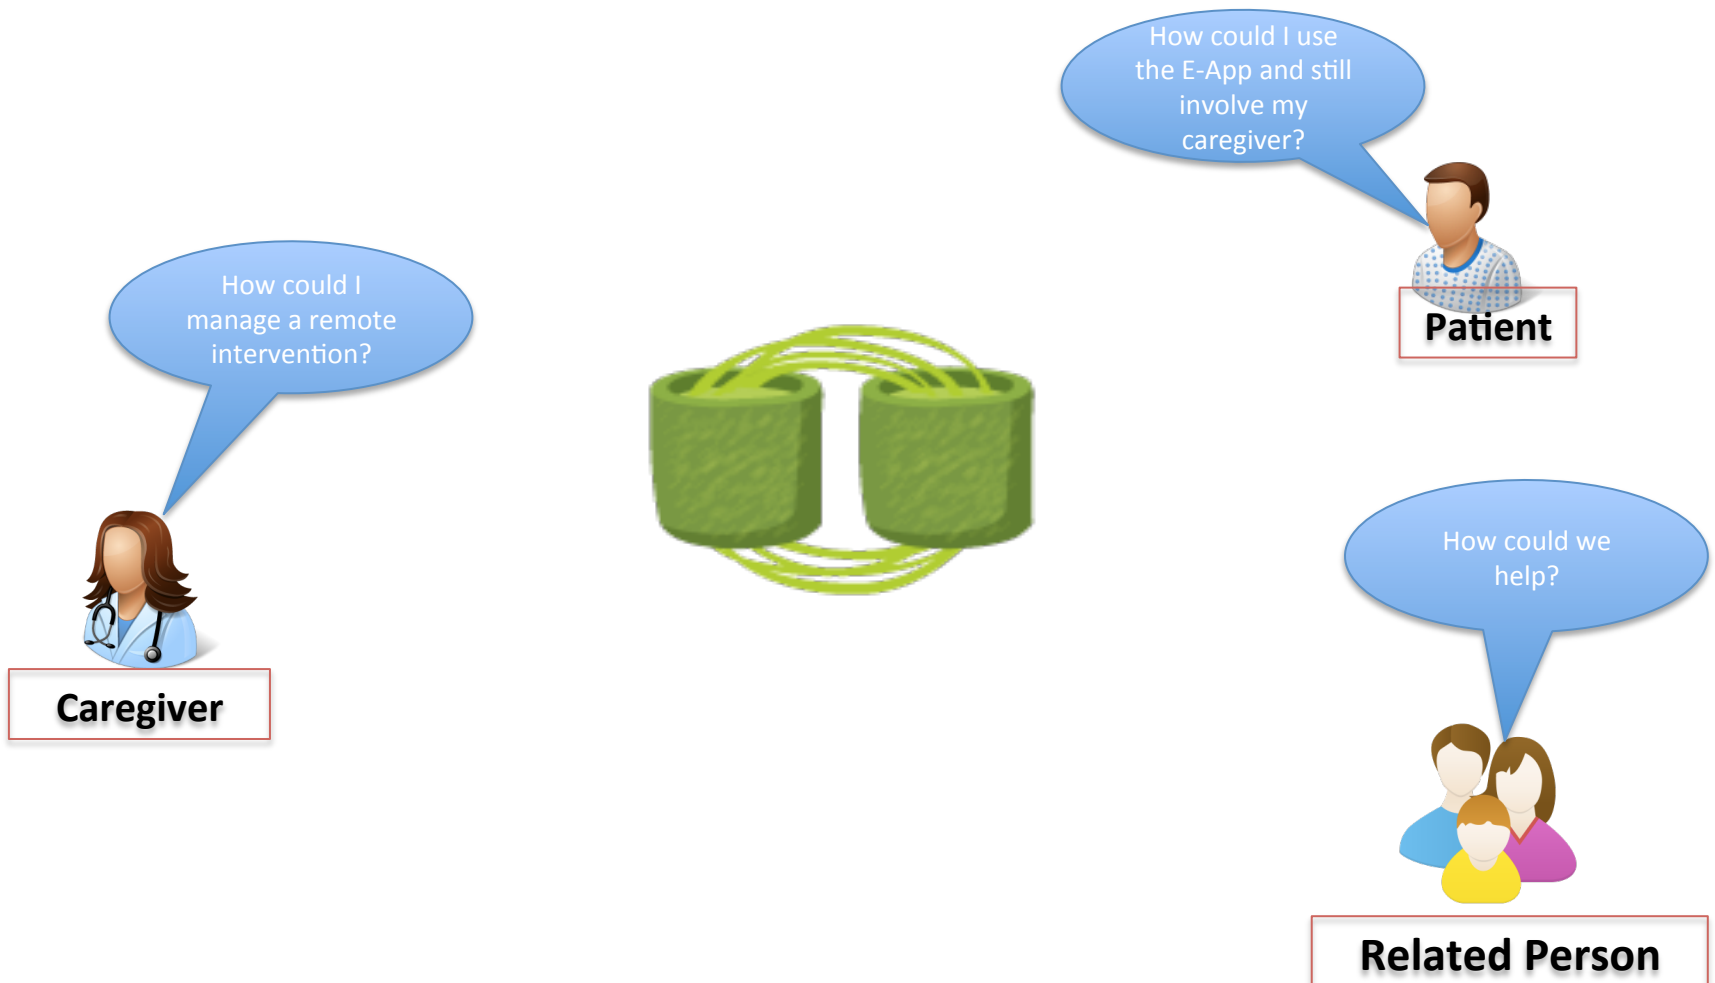 How could I use
the E-App and still
involve my
caregiver?
Patient
How could I
manage a remote
intervention?
Caregiver
How could we
help?
Related Person